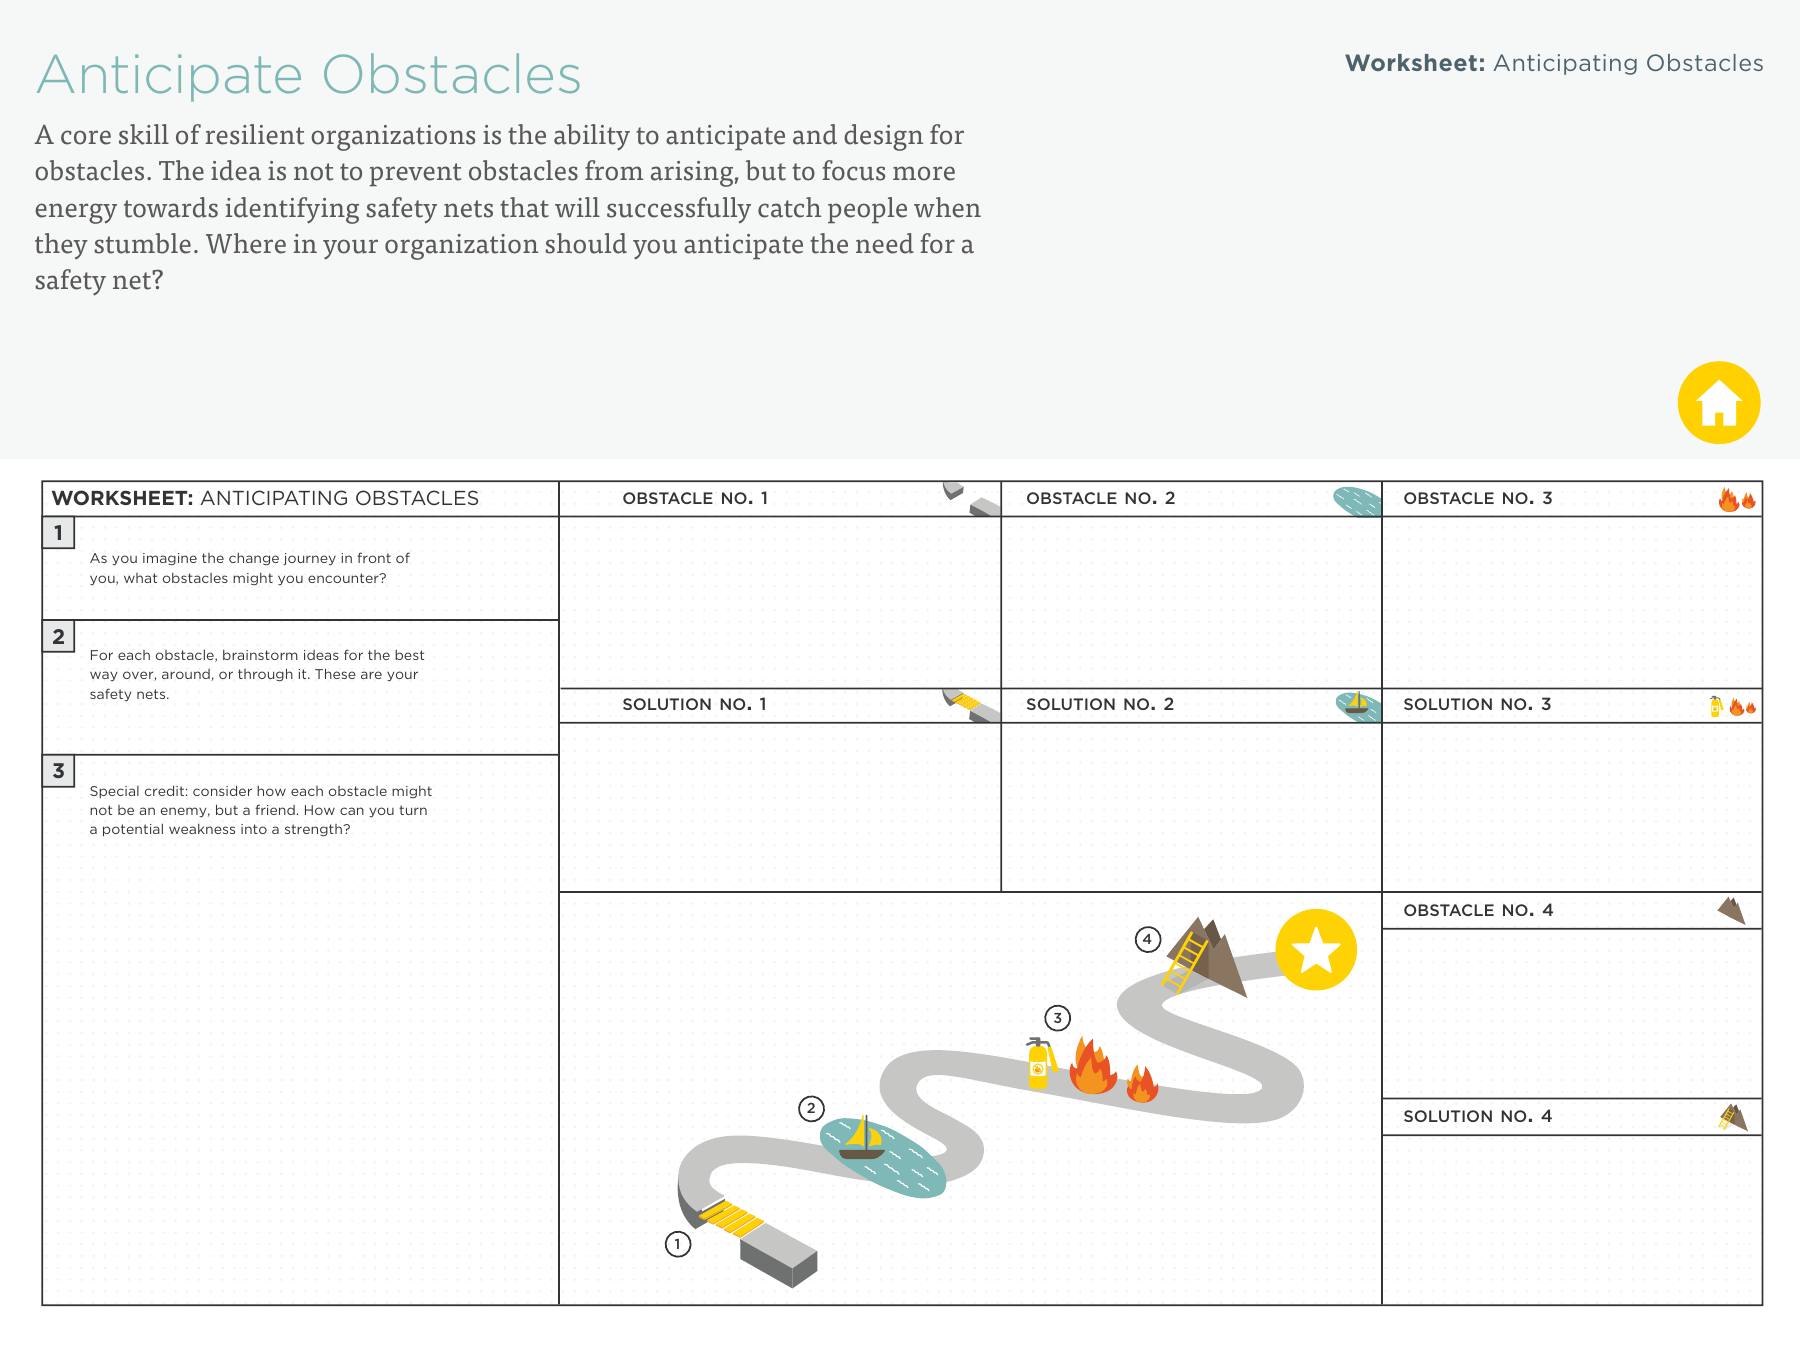 Anticipate Obstacles
Worksheet: Anticipating Obstacles
A core skill of resilient organizations is the ability to anticipate and design for
obstacles. The idea is not to prevent obstacles from arising, but to focus more
energy towards identifying safety nets that will successfully catch people when
they stumble. Where in your organization should you anticipate the need for a
safety net?
WORKSHEET: ANTICIPATING OBSTACLES
1
As you imagine the change journey in front of
you, what obstacles might you encounter?
2
For each obstacle, brainstorm ideas for the best
way over, around, or through it. These are your
safety nets.
3
Special credit: consider how each obstacle might
not be an enemy, but a friend. How can you turn
a potential weakness into a strength?
OBSTACLE NO. 1
OBSTACLE NO. 2
OBSTACLE NO. 3
SOLUTION NO. 1
SOLUTION NO. 2
SOLUTION NO. 3
4
3
2
1
OBSTACLE NO. 4
SOLUTION NO. 4